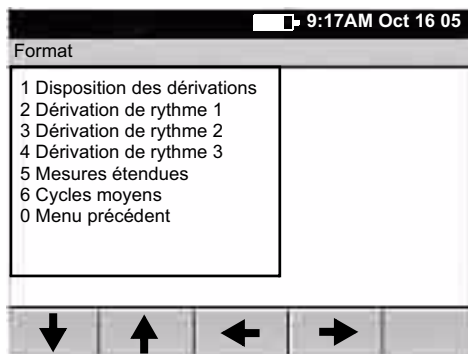 9:17AM Oct 16 05
Format
1 Disposition des dérivations
2 Dérivation de rythme 1
3 Dérivation de rythme 2
4 Dérivation de rythme 3
5 Mesures étendues
6 Cycles moyens
0 Menu précédent